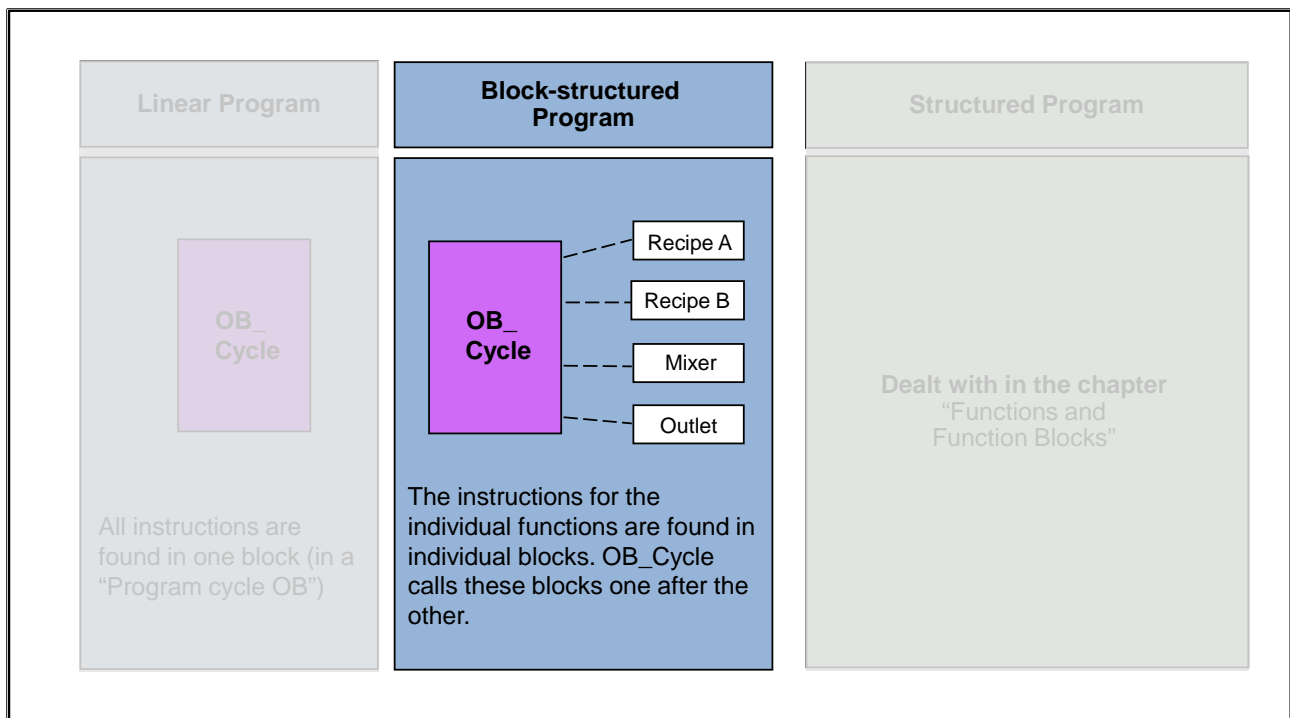 Linear Program
Block-structured
Program
Structured Program
OB_
Cycle
All instructions are
found in one block (in a
“Program cycle OB”)
OB_
Cycle
Recipe A
Recipe B
Mixer
Outlet
The instructions for the
individual functions are found in
individual blocks. OB_Cycle
calls these blocks one after the
other.
Dealt with in the chapter
“Functions and
Function Blocks”